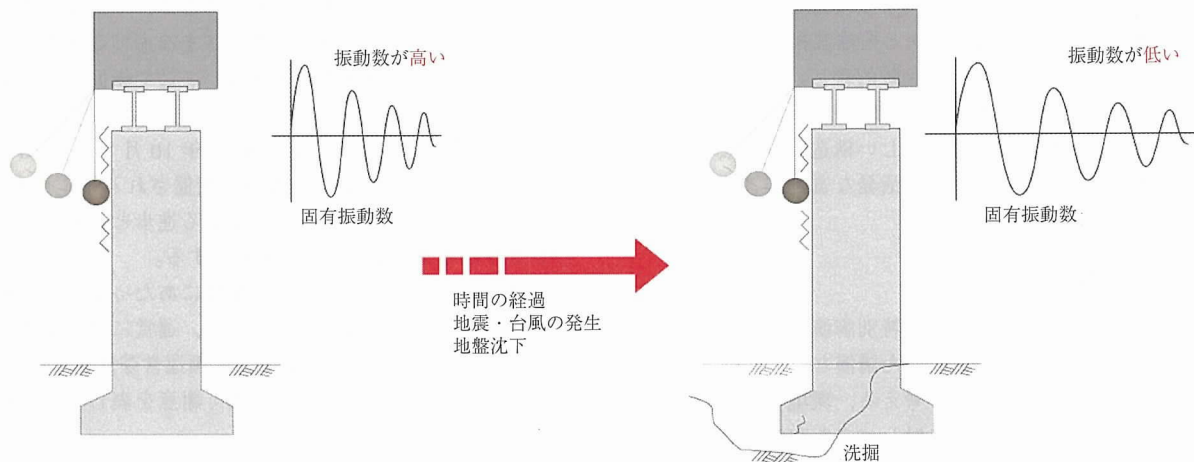 振動数が高い
固有振動数
時間の経過
地震・台風の発生
地盤沈下
振動数が低い
固有振動数
洗掘